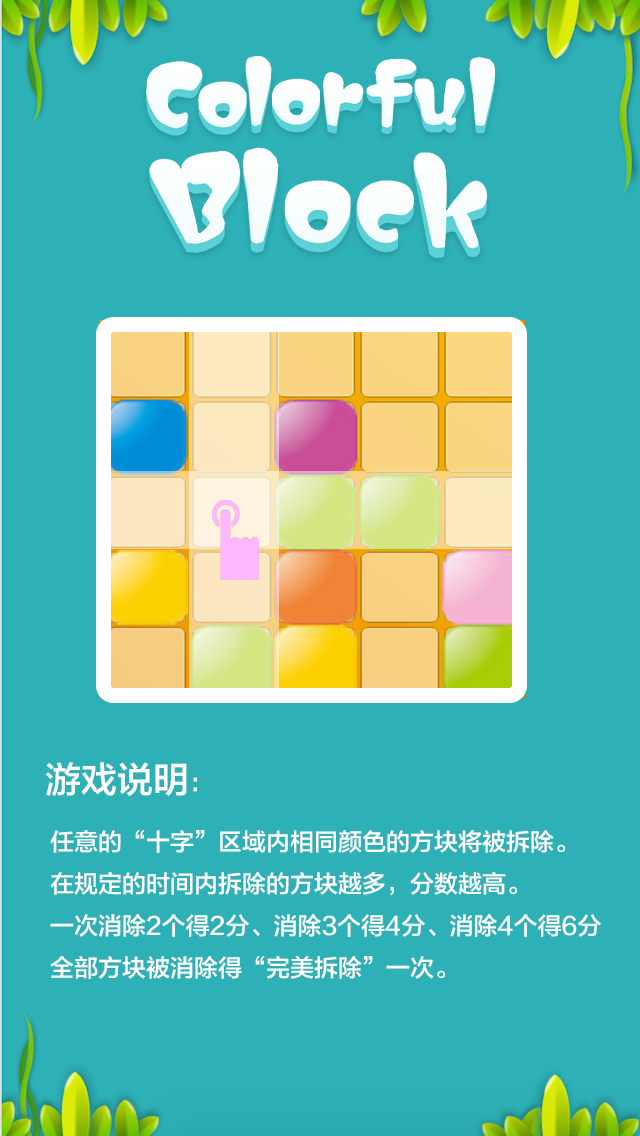 Colorful
Block
游戏说明：
任意的“十字”区域内相同颜色的方块将被拆除。
在规定的时间内拆除的方块越多，分数越高。
一次消除2个得2分、消除3个得4分、消除4个得6分
全部方块被消除得“完美拆除”一次。